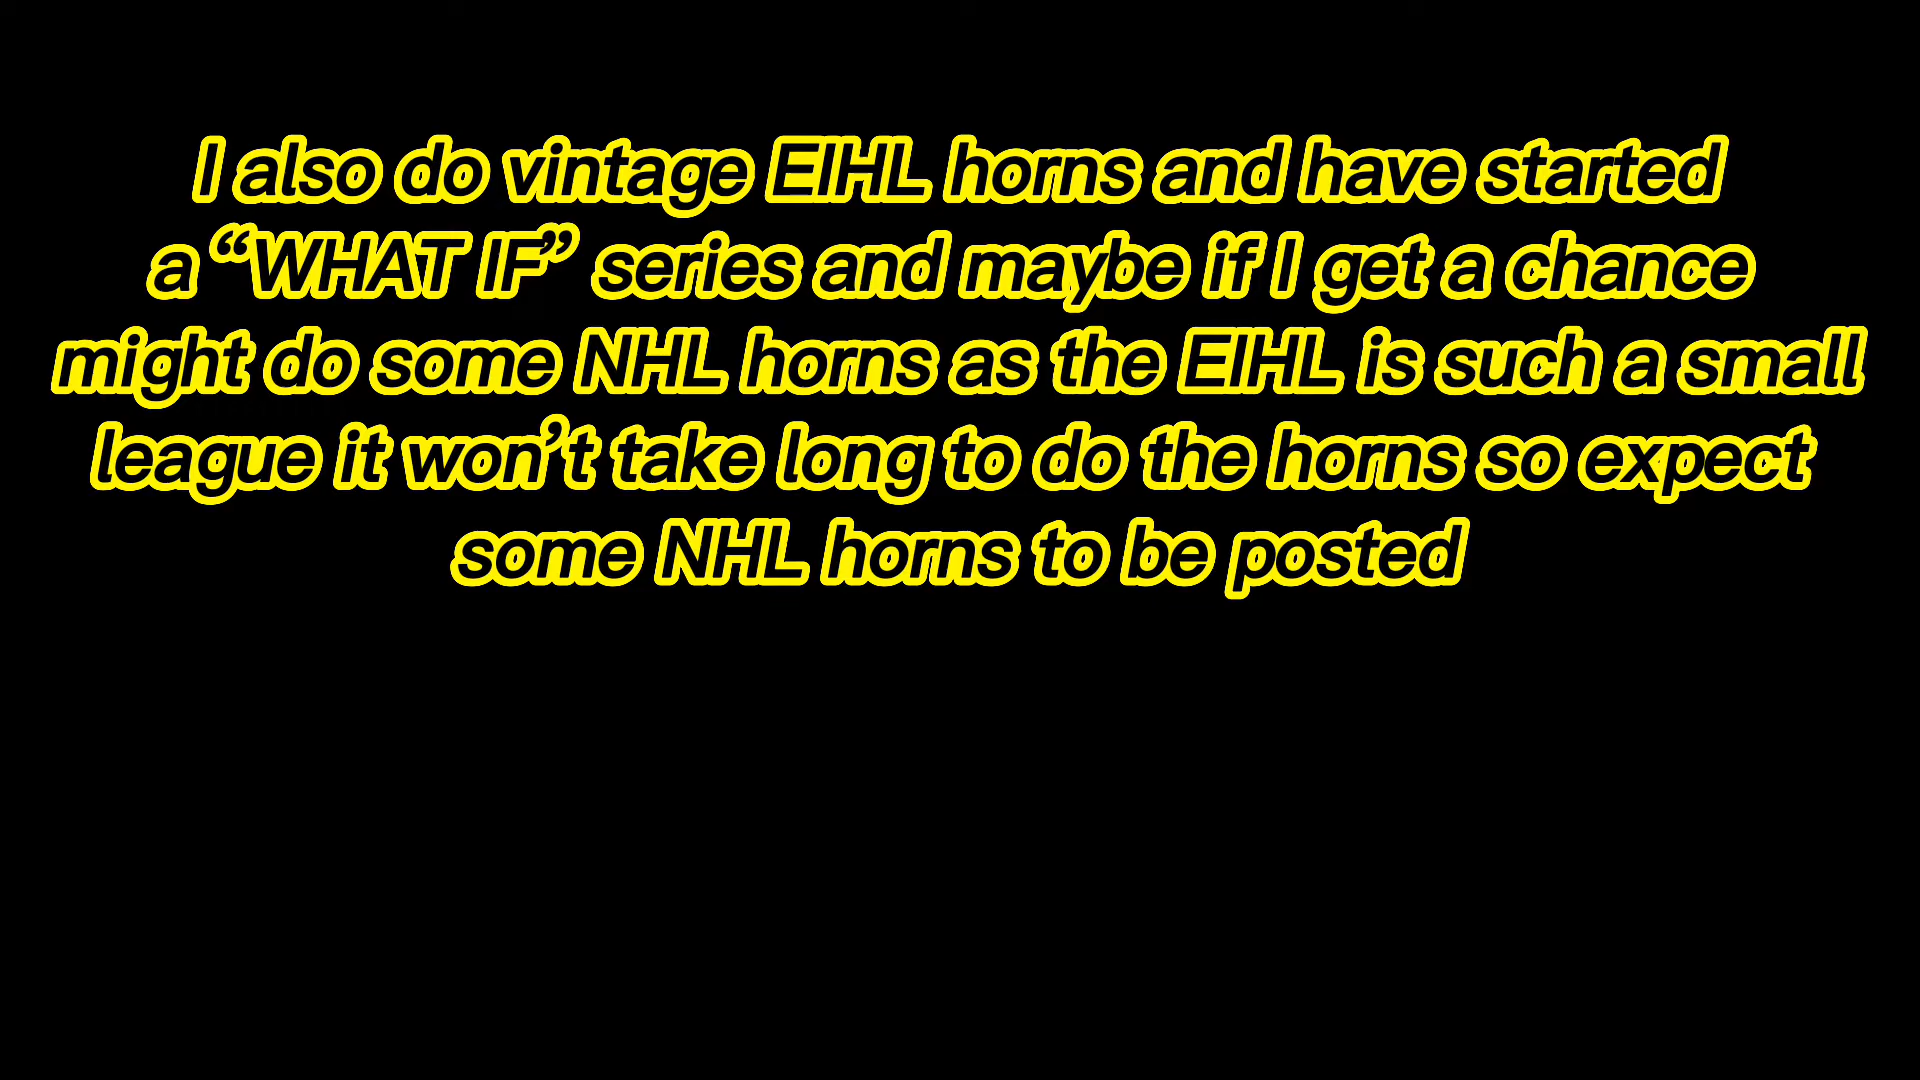 I also do vintage EIHL horns and have started
a “WHAT IF” series and maybe if I get a chance
might do some NHL horns as the EIHL is such a small
league it won’t take long to do the horns so expect
some NHL horns to be posted